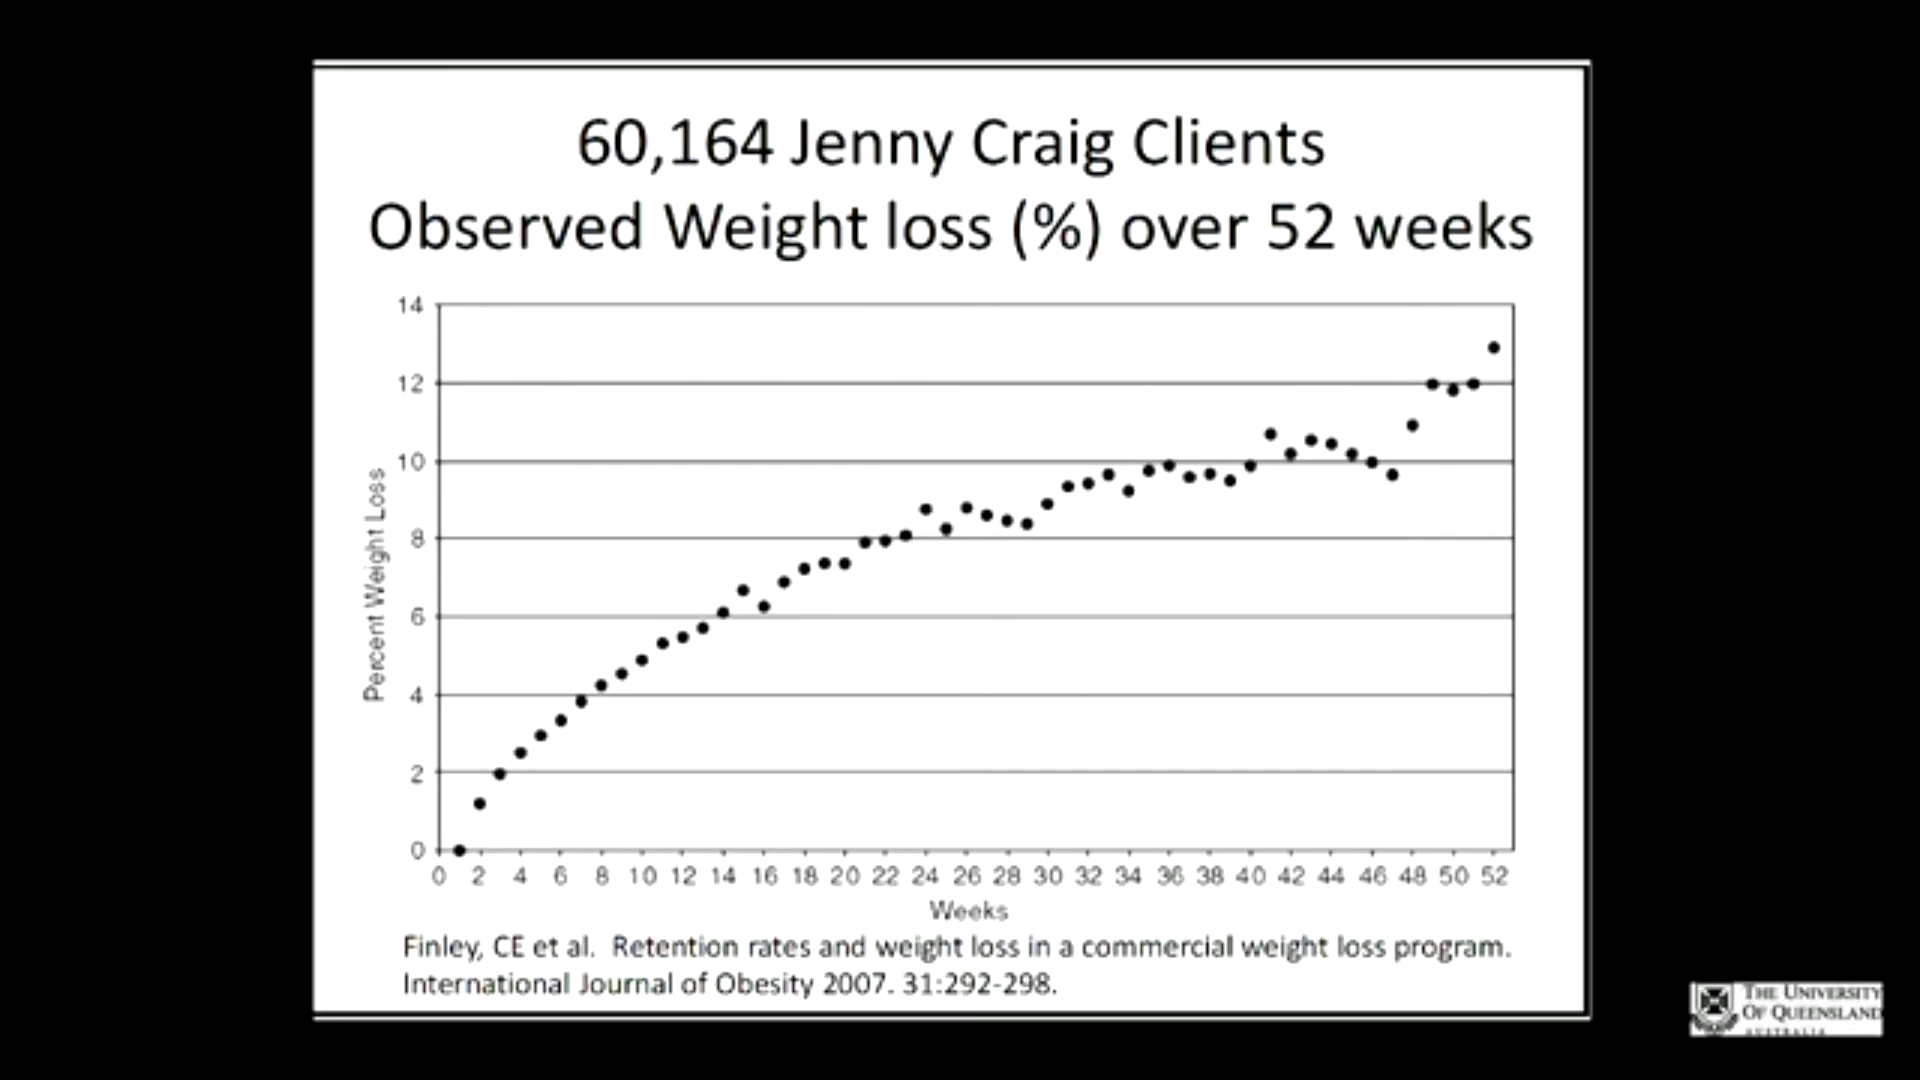 60,164 Jenny Craig Clients
Observed Weight loss (%) over 52 weeks
14
12
10
8
6
4
2
0
Percent Weight Loss
0 2 4 6 8 10 12 14 16 18 20 22 24 26 28 30 32 34 36 38 40 42 44 46 48 50 52
Weeks
Finley, CE et al. Retention rates and weight loss in a commercial weight loss program.
International Journal of Obesity 2007. 31:292-298.
THE UNIVERSITY
OF QUEENSLAND
AUSTRALIA